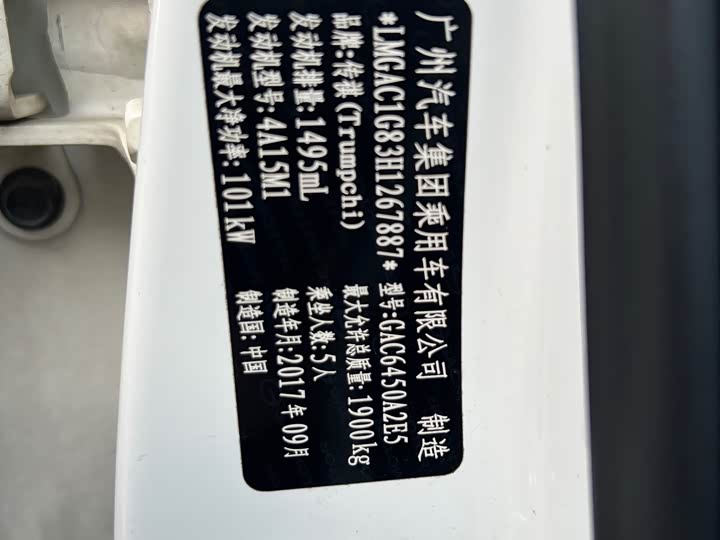 广州汽车集团乘用车有限公司 制造
*LMGAC1G83H1267887* 型号:GAC6450A2E5
品牌:传祺(Trumpchi) 最大允许总质量:1900kg
发动机排量:1495mL 乘坐人数:5人
发动机型号:4A15M1 制造年月:2017年09月
发动机最大净功率:101kW 制造国:中国